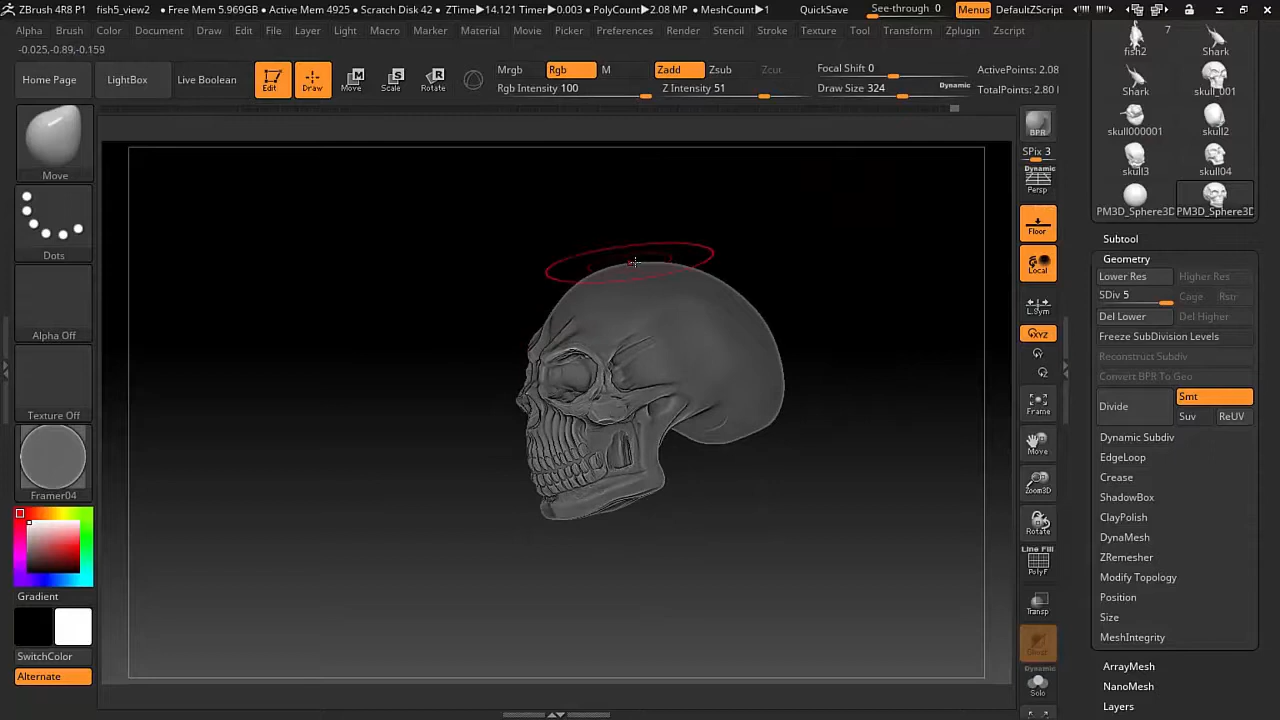 ZBrush 4R8 P1 fish5_view2 • Free Mem 5.969GB • Active Mem 4925 • Scratch Disk 42 • ZTime▶14.121 Timer▶0.003 • PolyCount▶2.08 MP • MeshCount▶1 QuickSave See-through 0 Menus DefaultZScript
Alpha Brush Color Document Draw Edit File Layer Light Macro Marker Material Movie Picker Preferences Render Stencil Stroke Texture Tool Transform Zplugin Zscript
-0.025,-0.89,-0.159
Home Page LightBox Live Boolean Edit Draw Move Scale Rotate
Mrgb Rgb M Zadd Zsub Zcut Focal Shift 0 ActivePoints: 2.08
Rgb Intensity 100 Z Intensity 51 Draw Size 324 Dynamic TotalPoints: 2.80
Move
Dots
Alpha Off
Texture Off
Framer04
Gradient
SwitchColor
Alternate
BPR
SPix 3
Dynamic
Persp
Floor
Local
L.Sym
XYZ
Frame
Move
Zoom3D
Rotate
Line Fill
PolyF
Transp
Ghost
Dynamic
Solo
7
fish2 Shark
Shark skull_001
skull000001 skull2
skull3 skull04
PM3D_Sphere3D PM3D_Sphere3D
Subtool
Geometry
Lower Res Higher Res
SDiv 5 Cage Rstr
Del Lower Del Higher
Freeze SubDivision Levels
Reconstruct Subdiv
Convert BPR To Geo
Divide Smt
Suv ReUV
Dynamic Subdiv
EdgeLoop
Crease
ShadowBox
ClayPolish
DynaMesh
ZRemesher
Modify Topology
Position
Size
MeshIntegrity
ArrayMesh
NanoMesh
Layers